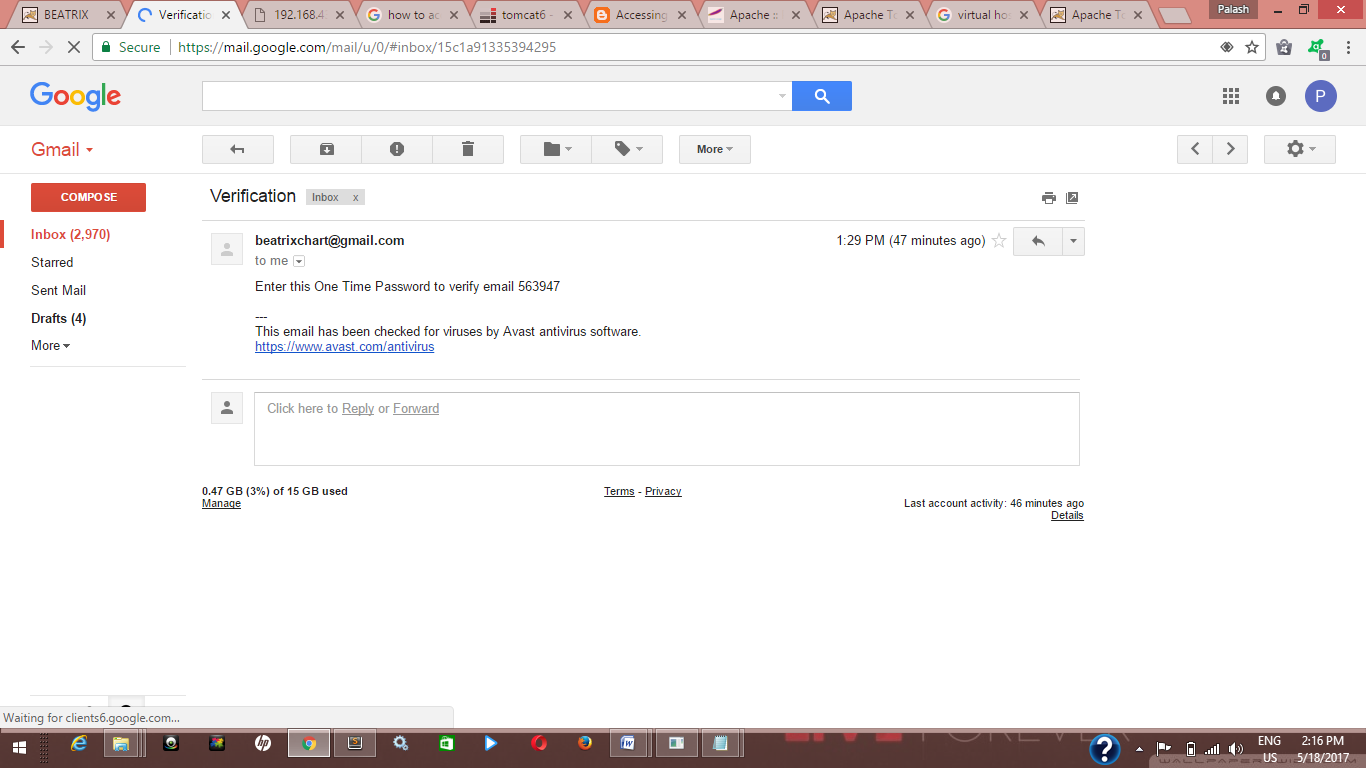 BEATRIX
Verificatio
192.168.4
how to ac
tomcat6 -
Accessing
Apache ::
Apache To
virtual hos
Apache To
Palash
Secure
https://mail.google.com/mail/u/0/#inbox/15c1a91335394295
0
Google
P
Gmail
More
COMPOSE
Verification
Inbox x
Inbox (2,970)
Starred
Sent Mail
Drafts (4)
More
beatrixchart@gmail.com
1:29 PM (47 minutes ago)
to me
Enter this One Time Password to verify email 563947
---
This email has been checked for viruses by Avast antivirus software.
https://www.avast.com/antivirus
Click here to Reply or Forward
0.47 GB (3%) of 15 GB used
Manage
Terms - Privacy
Last account activity: 46 minutes ago
Details
Waiting for clients6.google.com...
hp
ENG
US
2:16 PM
5/18/2017